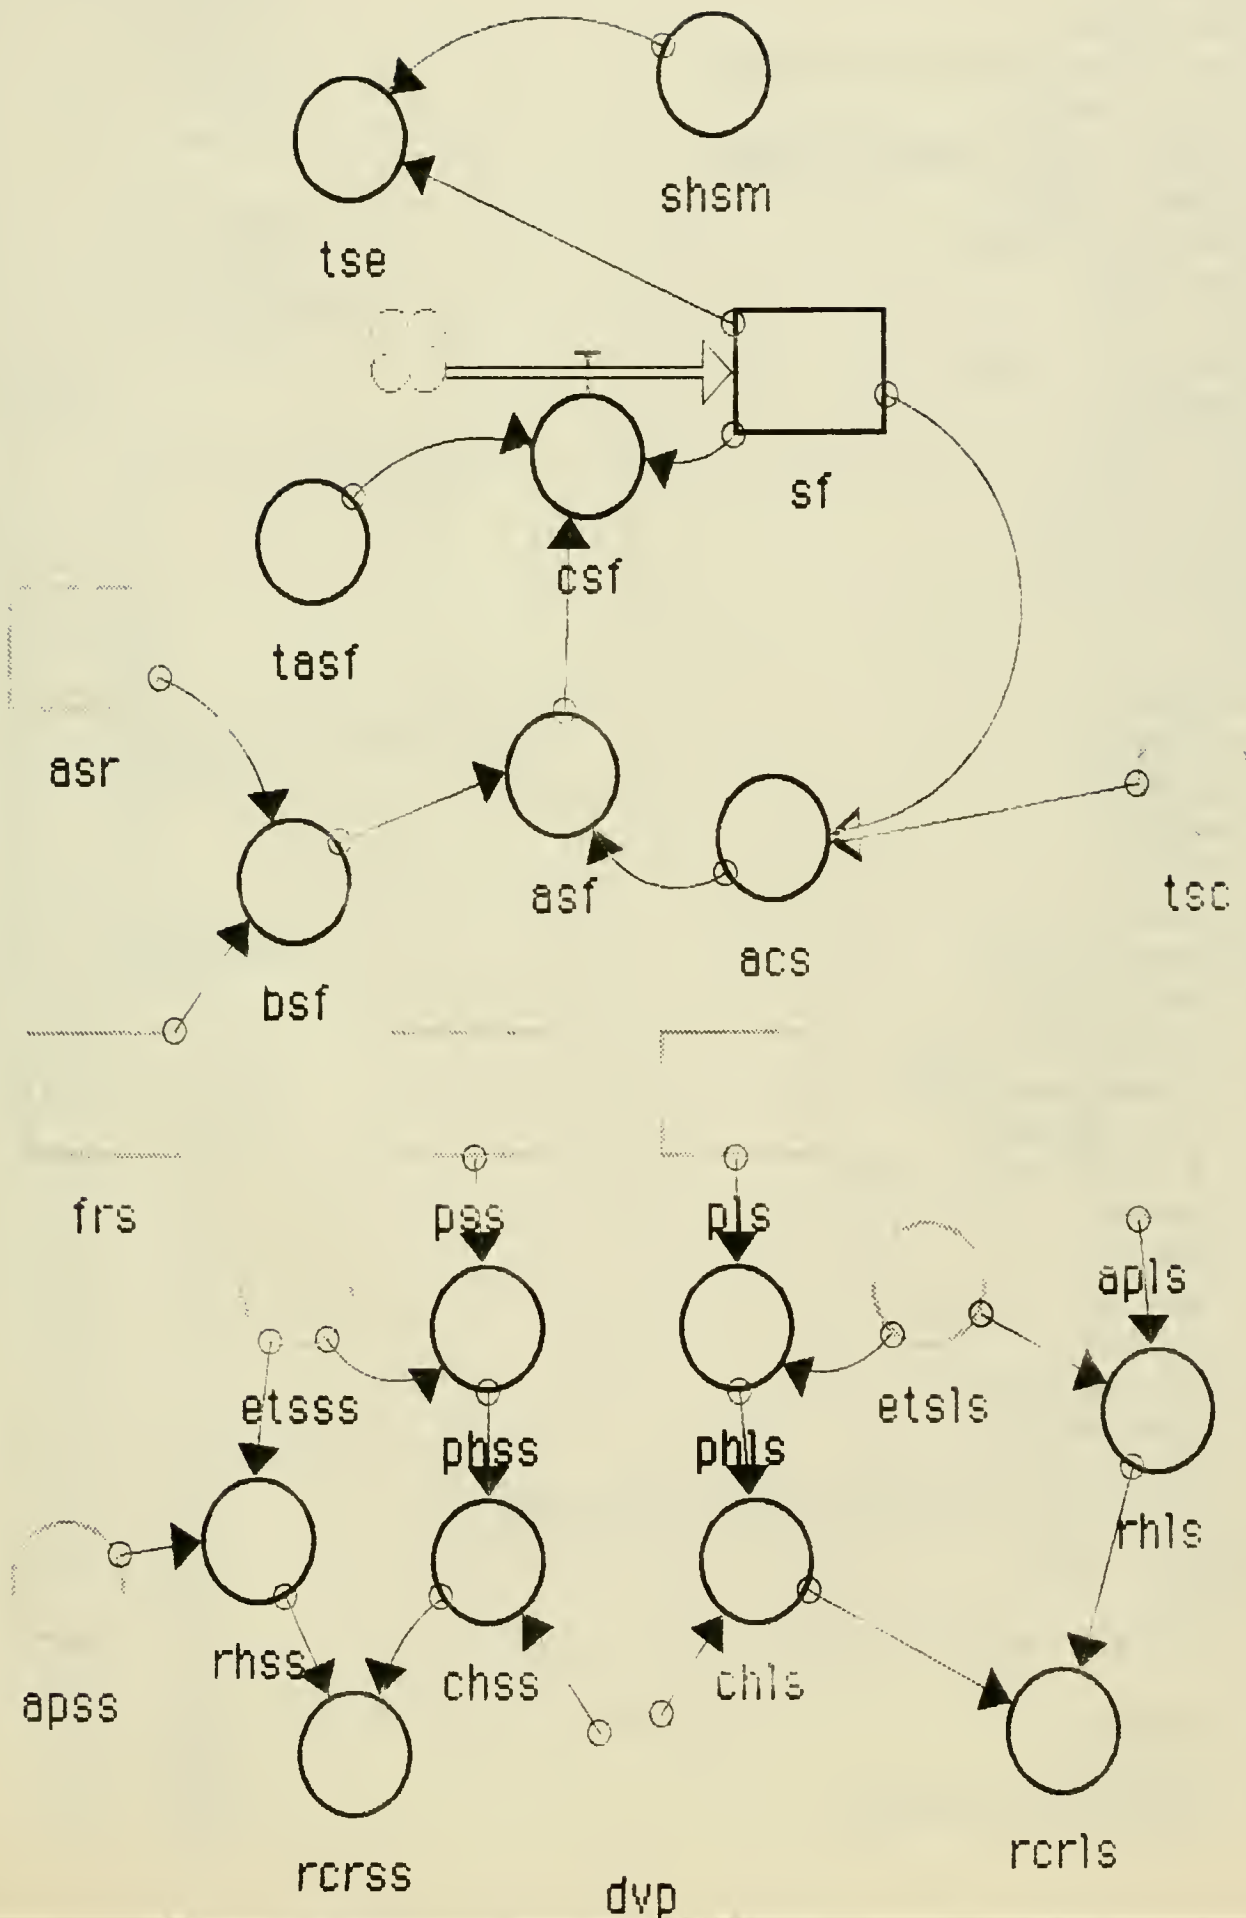 shsm
tse
sf
csf
tasf
asr
asf
tsc
acs
bsf
frs
pss
pls
apls
etsss
etsls
phss
phls
rhls
rhss
chss
chls
apss
rcrss
rcrls
dvp